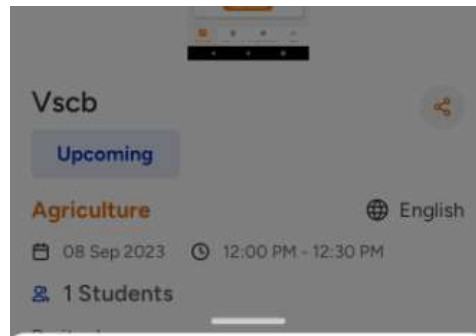 Vscb
Upcoming
Agriculture English
08 Sep 2023 12:00 PM - 12:30 PM
1 Students